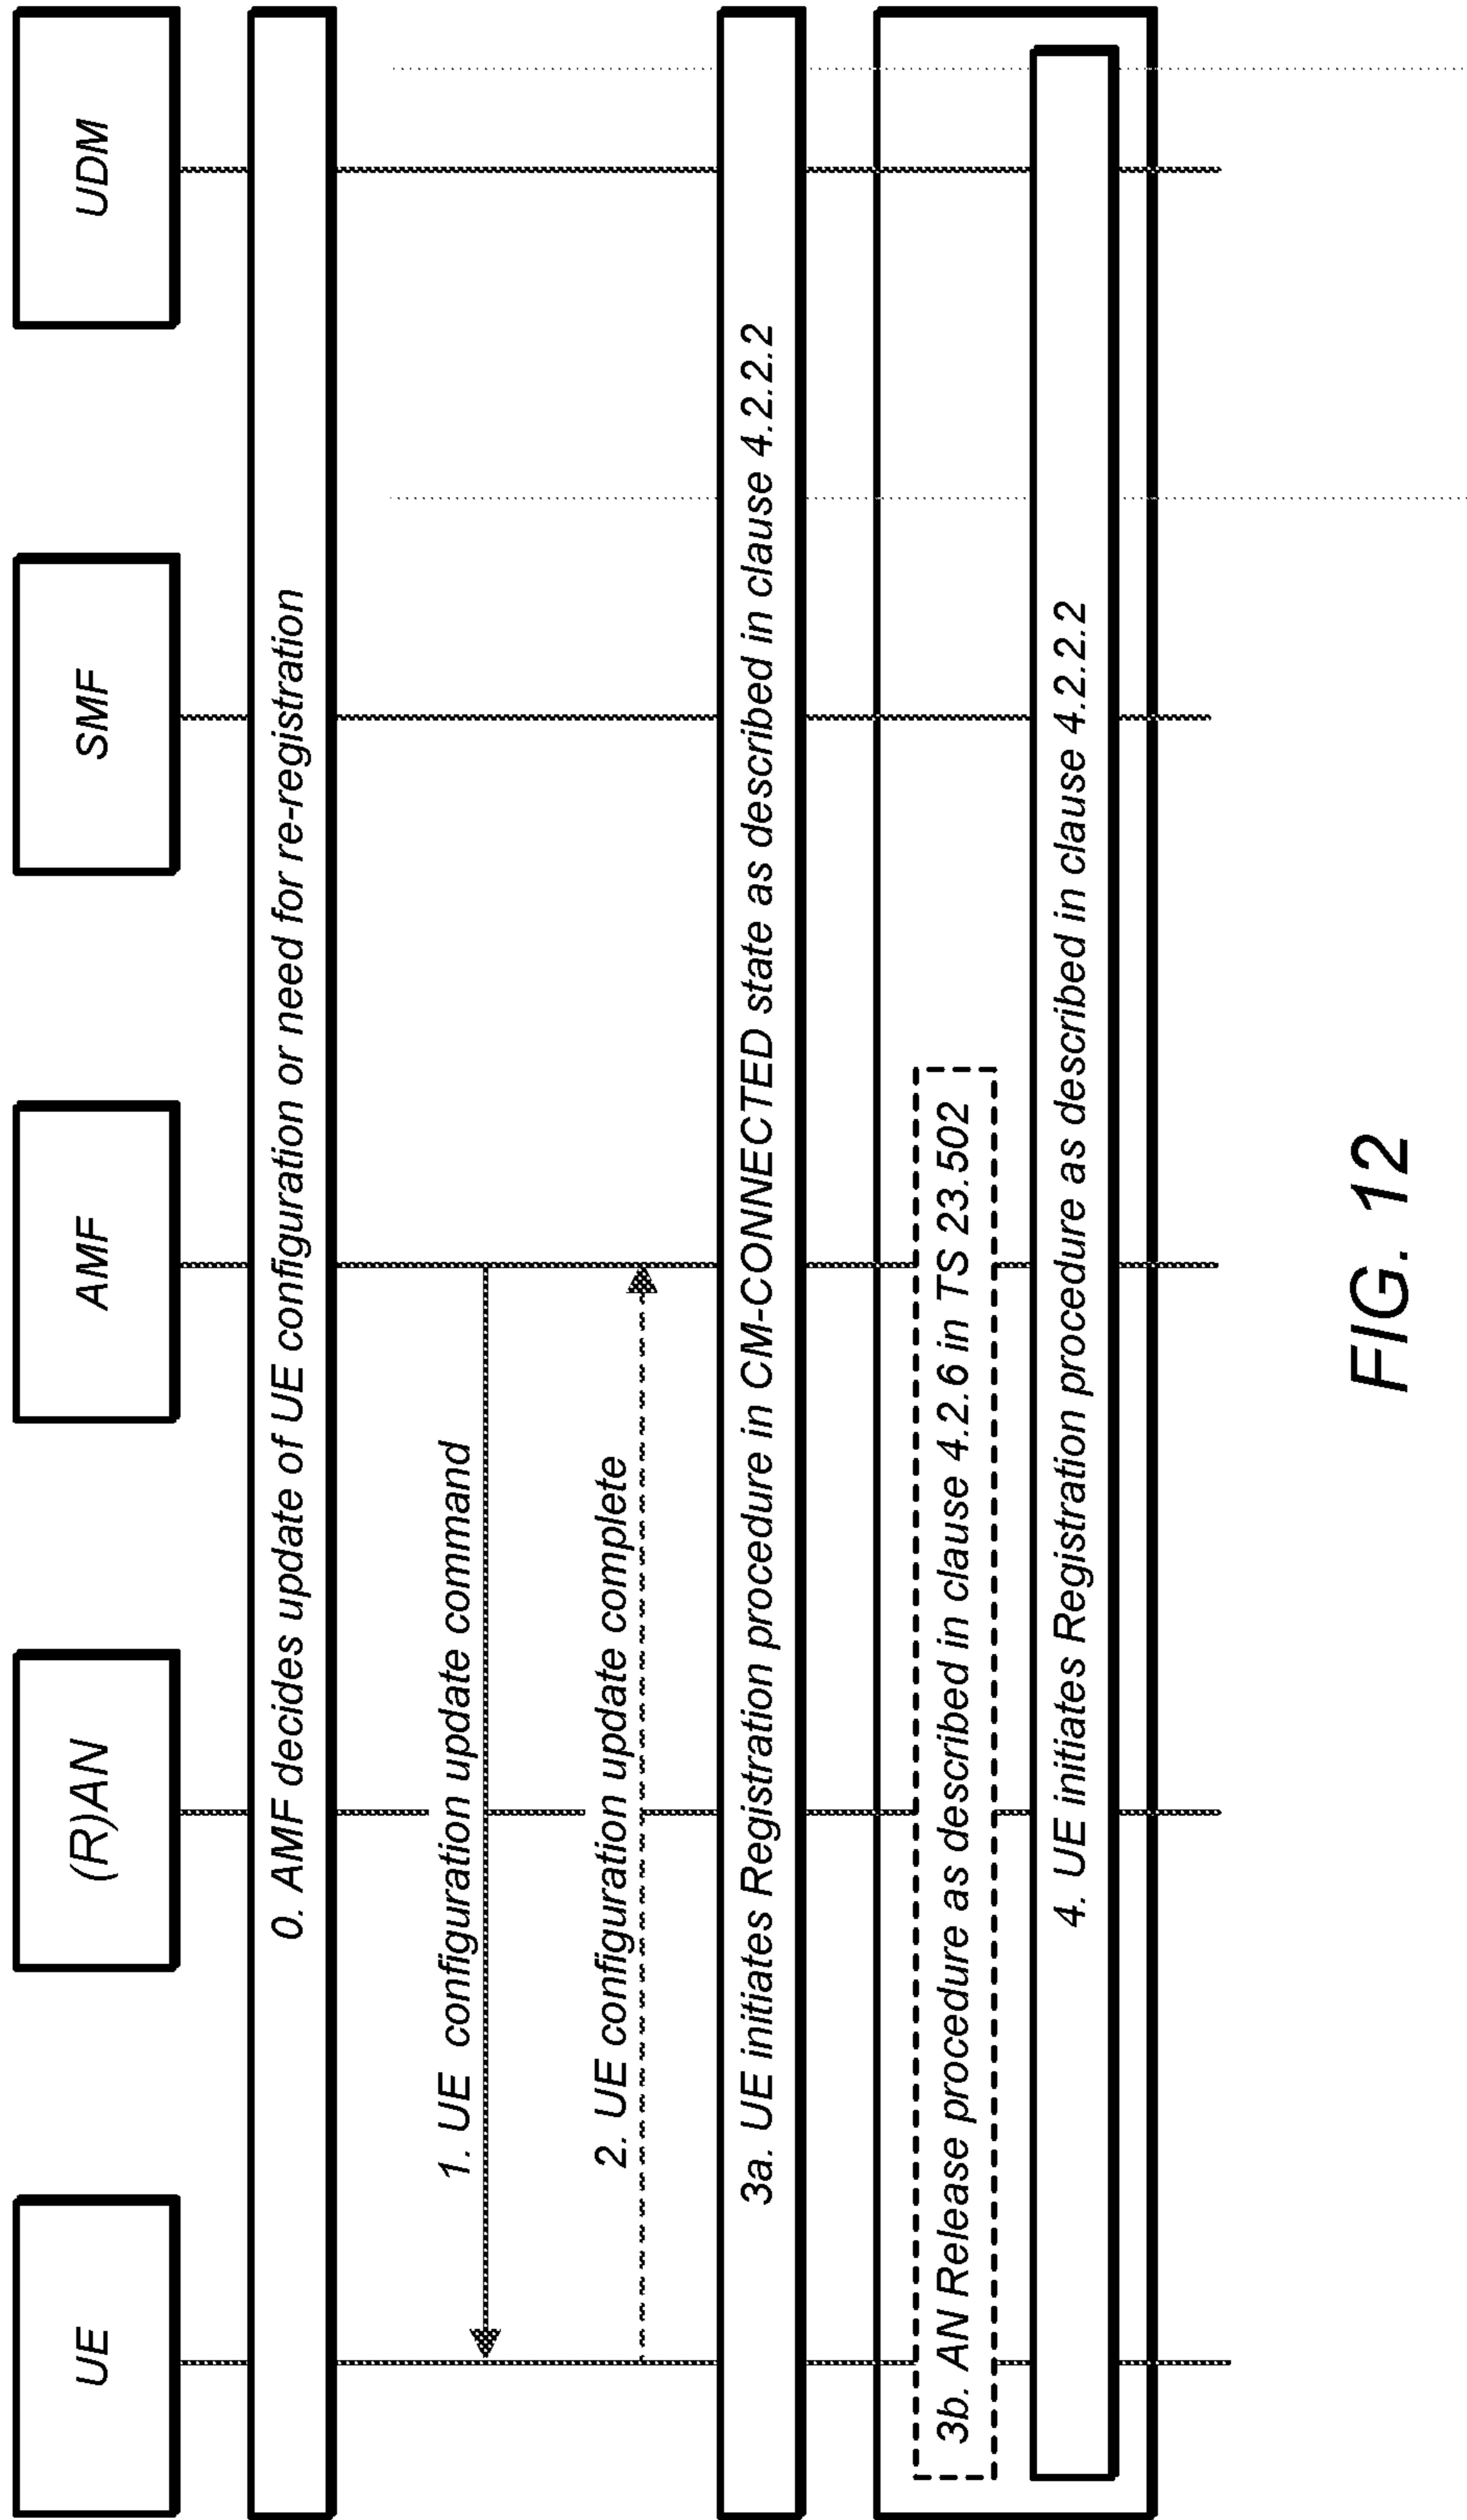 UE
(R)AN
AMF
SMF
UDM
0. AMF decides update of UE configuration or need for re-registration
1. UE configuration update command
2. UE configuration update complete
3a. UE initiates Registration procedure in CM-CONNECTED state as described in clause 4.2.2.2
3b. AN Release procedure as described in clause 4.2.6 in TS 23.502
4. UE initiates Registration procedure as described in clause 4.2.2.2
FIG. 12